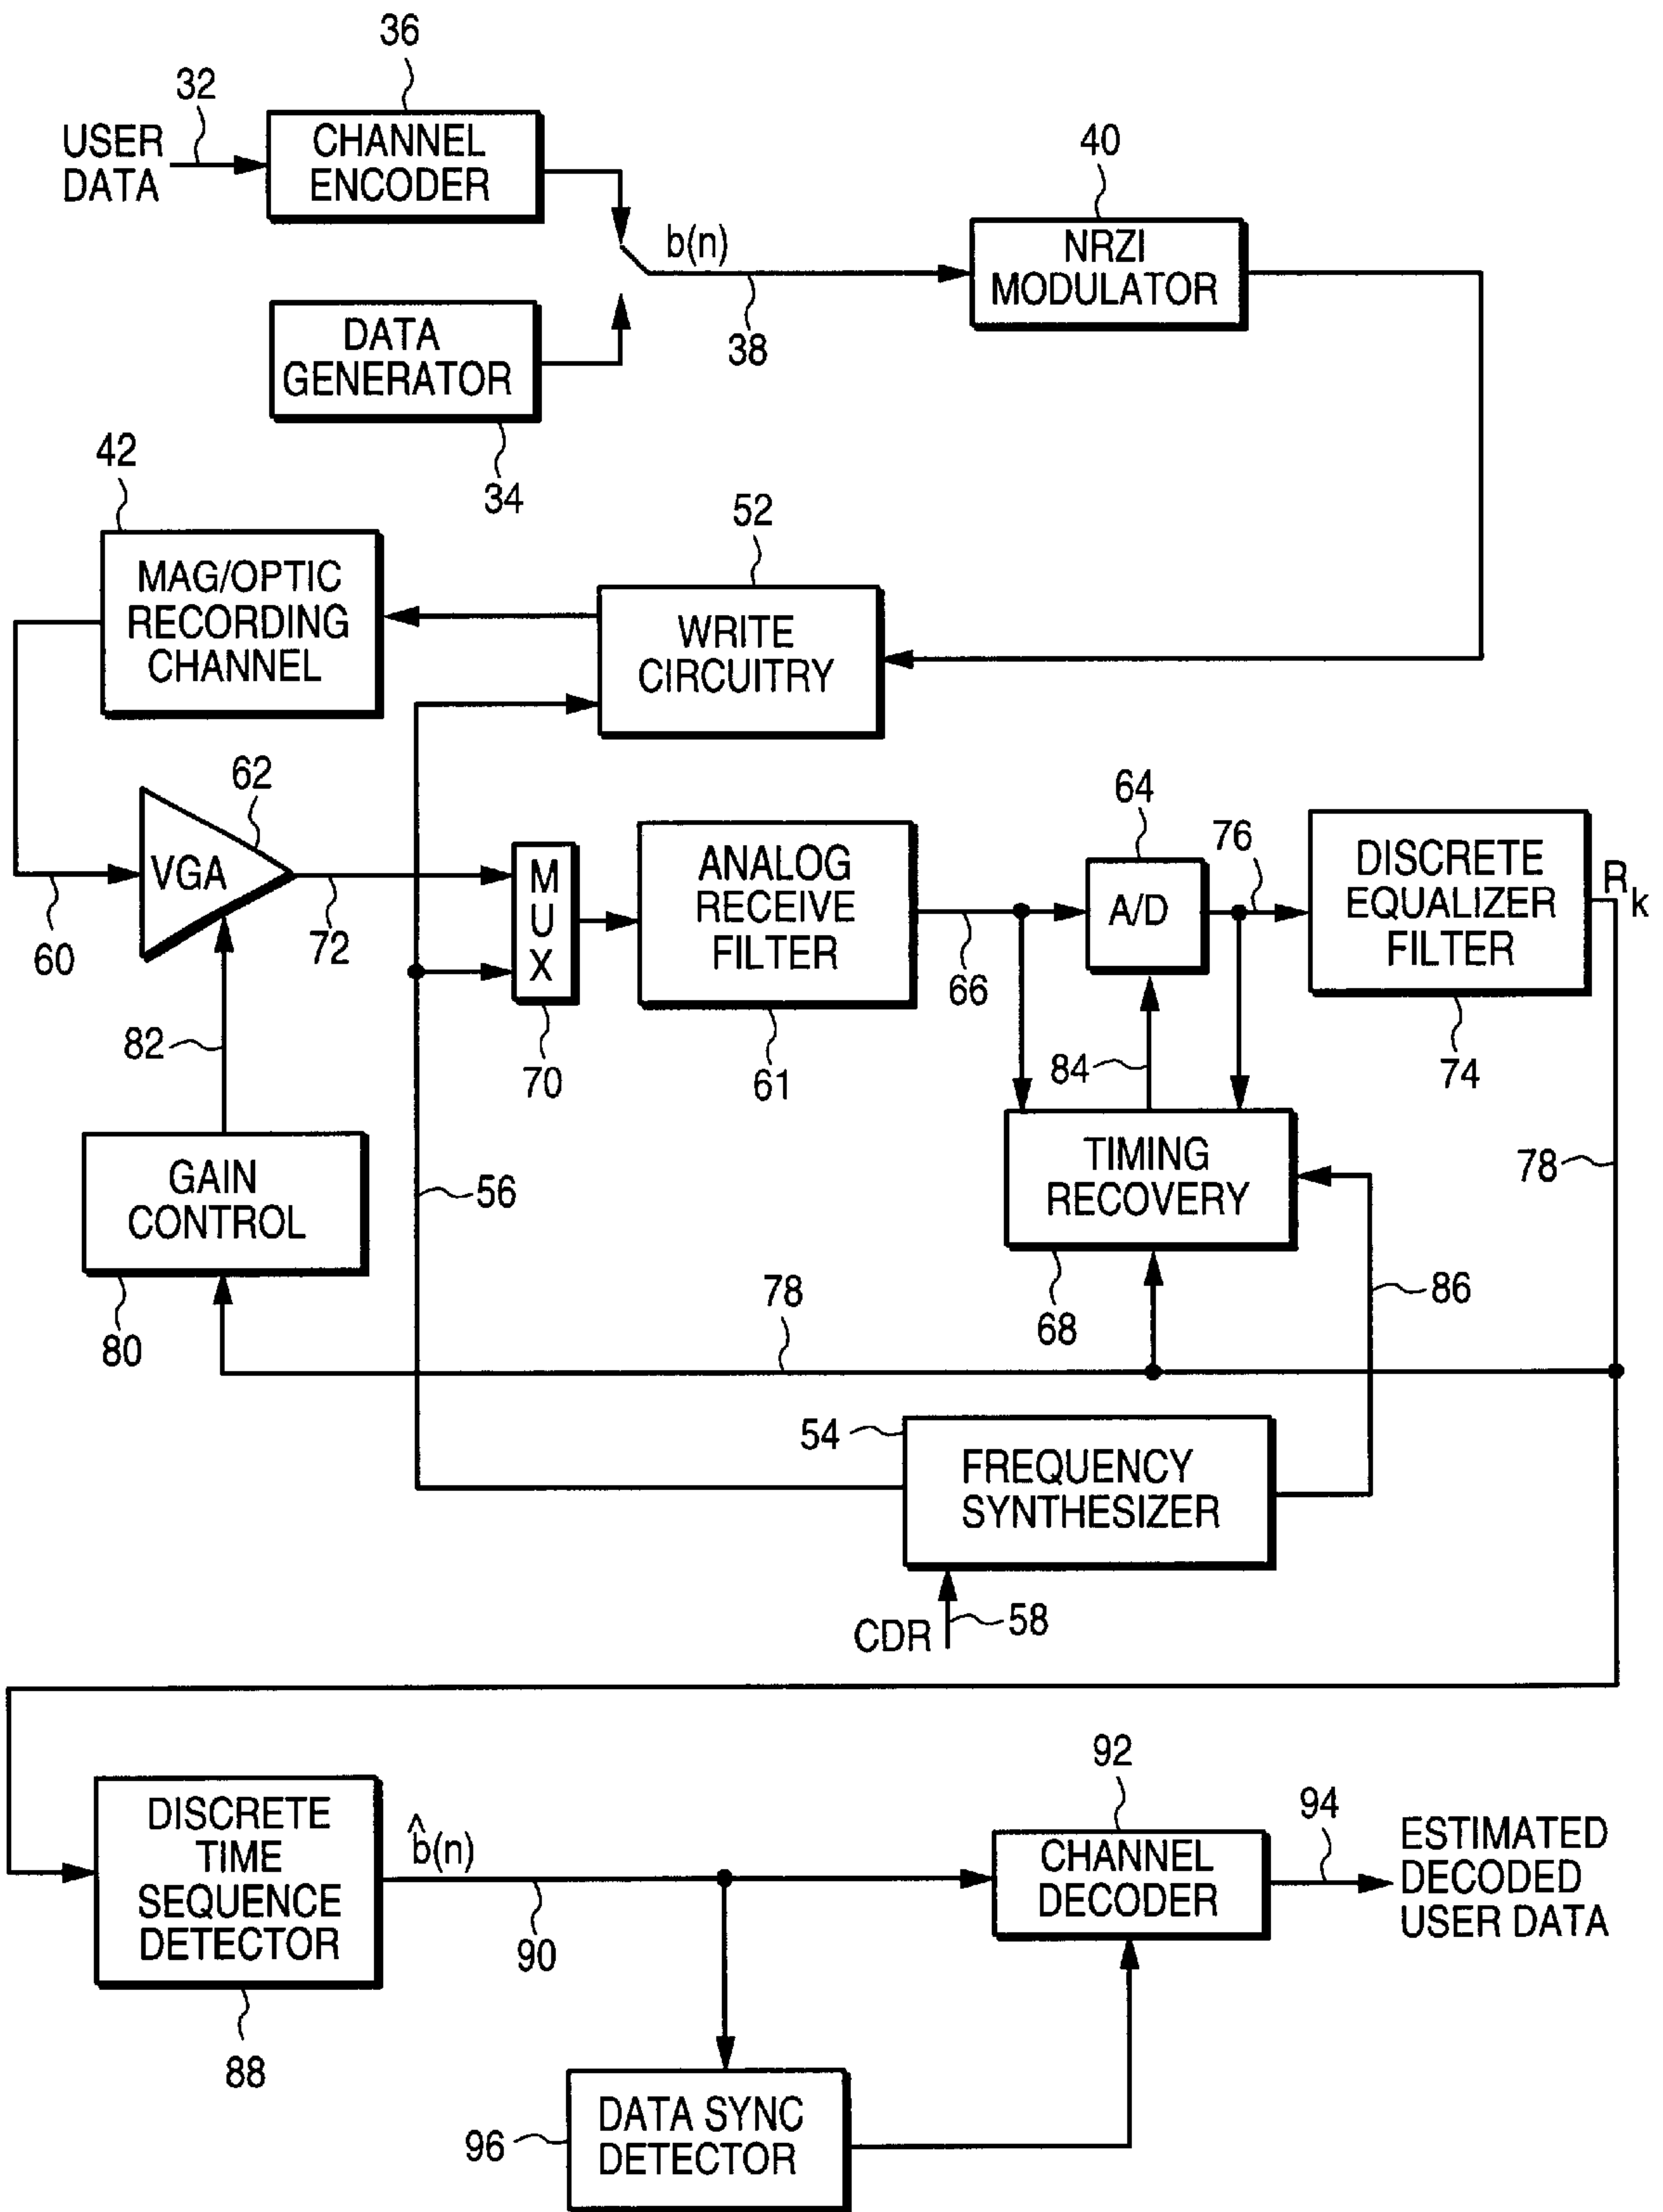 36
32
USER
DATA
CHANNEL
ENCODER
40
b(n)
NRZI
MODULATOR
38
DATA
GENERATOR
34
42
52
MAG/OPTIC
RECORDING
CHANNEL
WRITE
CIRCUITRY
62
64
76
VGA
M
U
X
ANALOG
RECEIVE
FILTER
A/D
DISCRETE
EQUALIZER
FILTER
R k
60
72
66
82
70
61
84
74
GAIN
CONTROL
56
TIMING
RECOVERY
78
80
78
68
86
54
FREQUENCY
SYNTHESIZER
CDR
58
92
94
DISCRETE
TIME
SEQUENCE
DETECTOR
b̂(n)
CHANNEL
DECODER
ESTIMATED
DECODED
USER DATA
90
88
96
DATA SYNC
DETECTOR